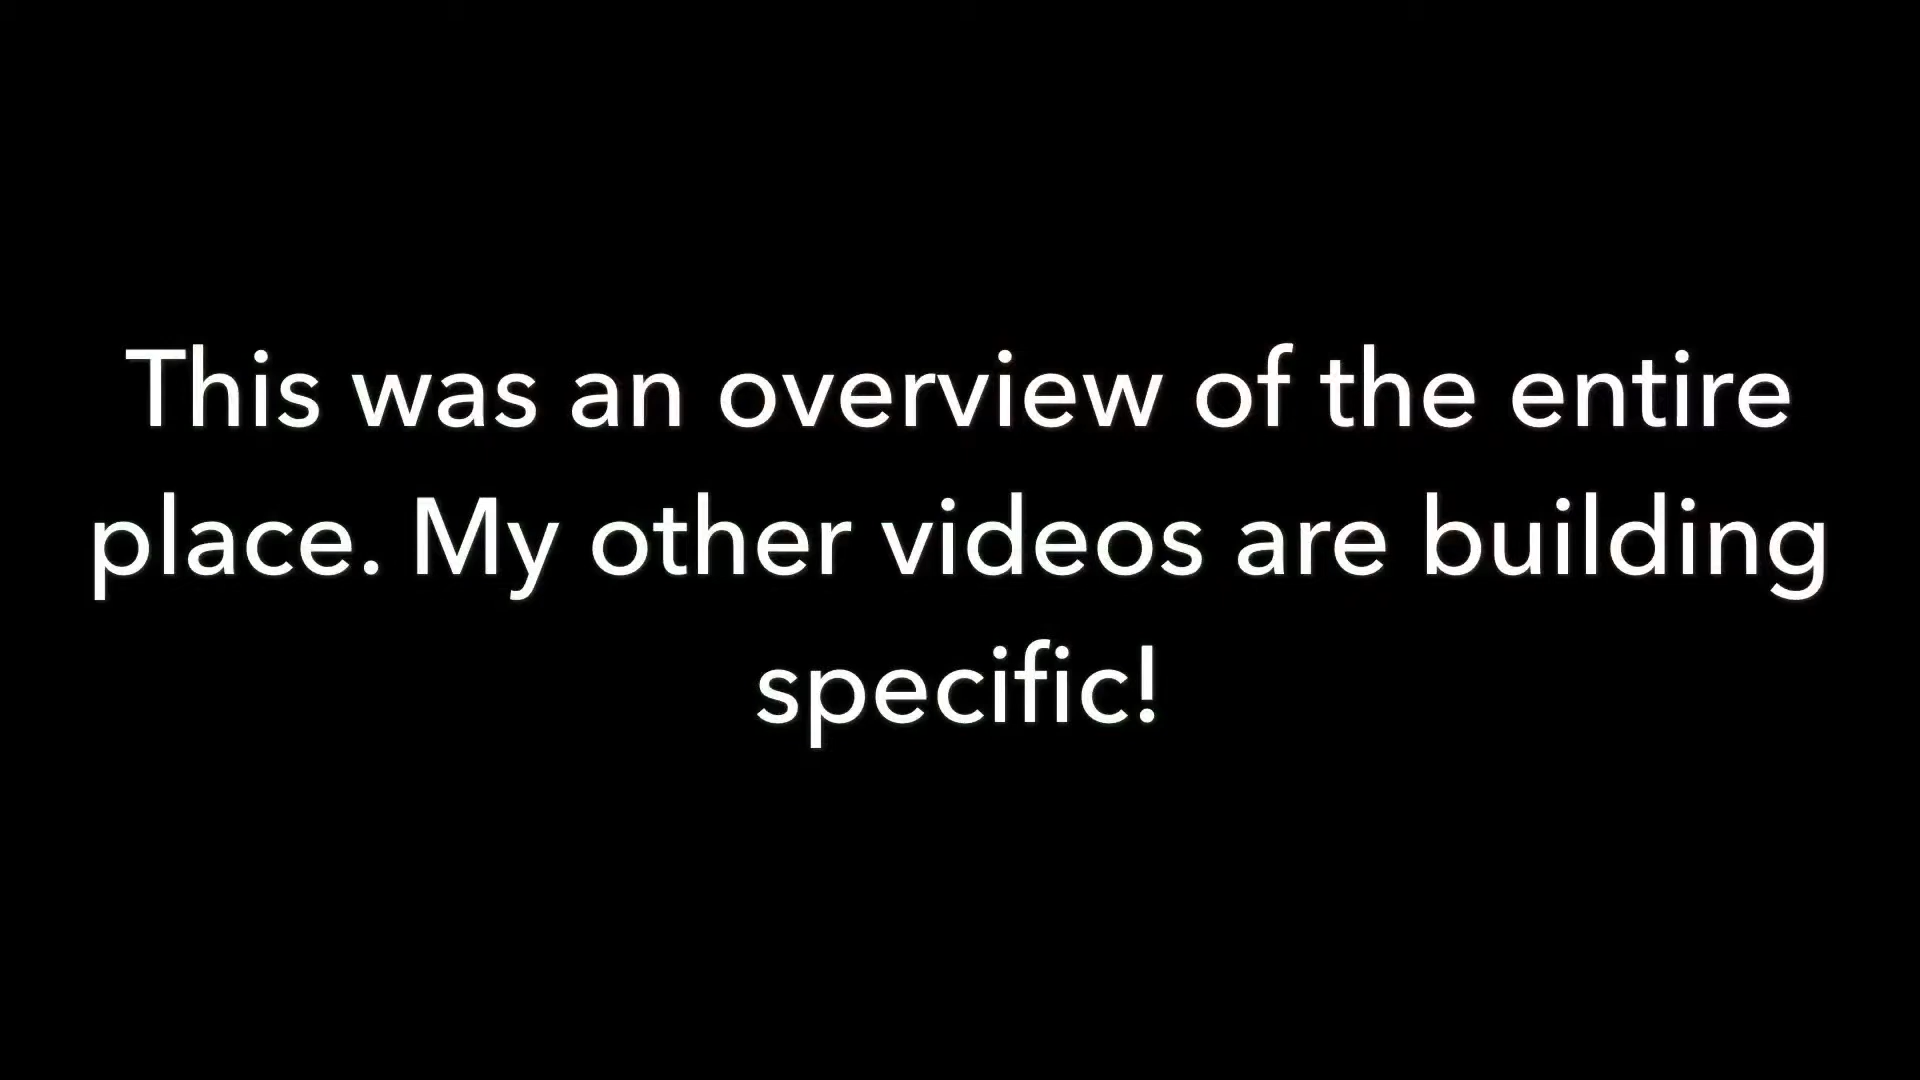 This was an overview of the entire
place. My other videos are building
specific!